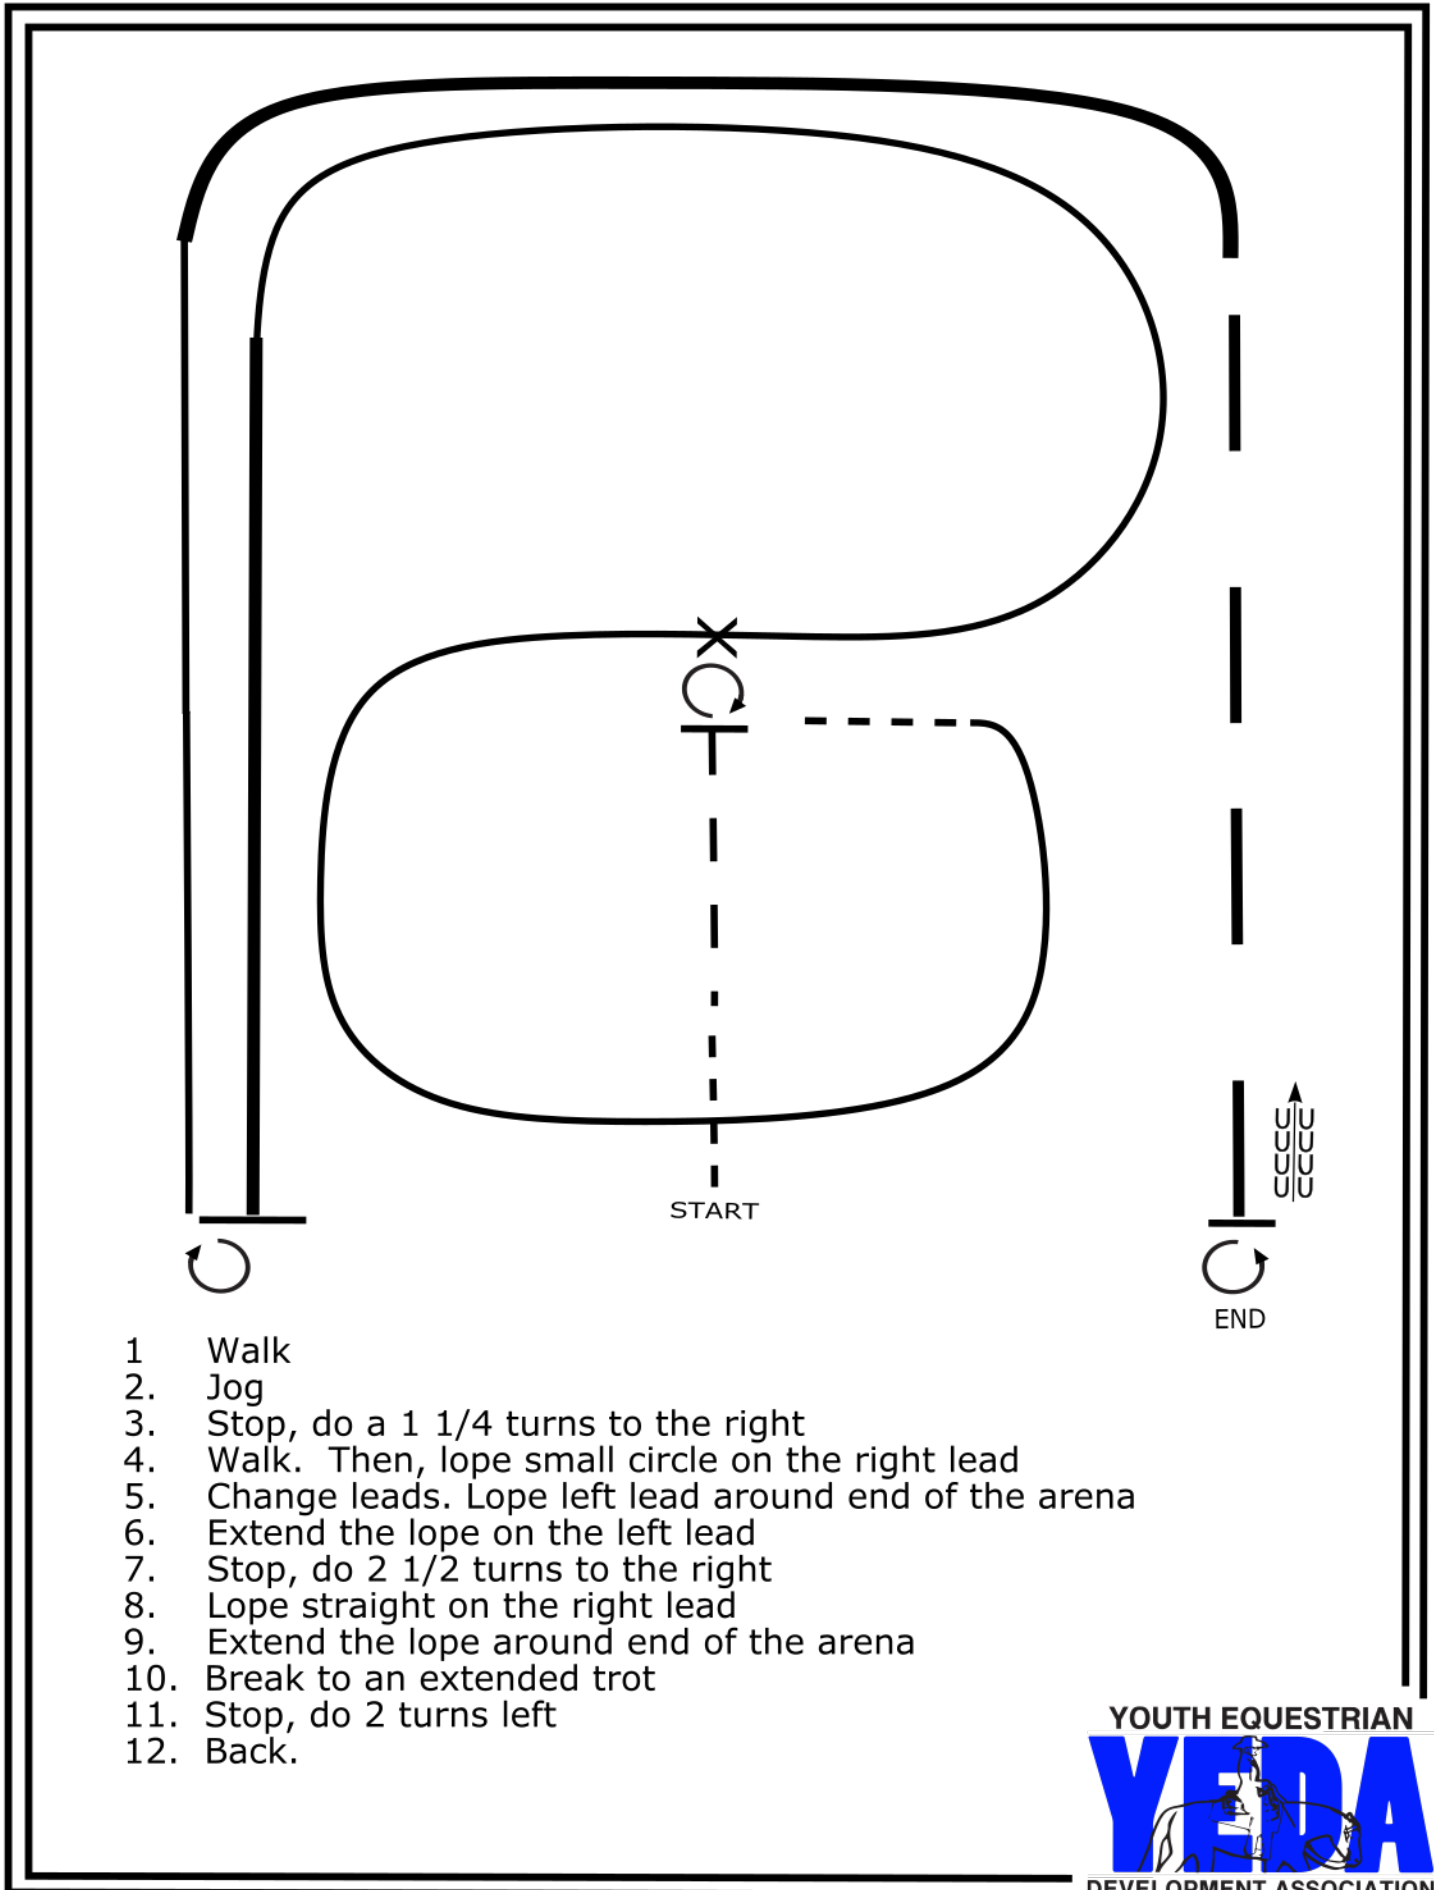 START
END
1 Walk
2. Jog
3. Stop, do a 1 1/4 turns to the right
4. Walk. Then, lope small circle on the right lead
5. Change leads. Lope left lead around end of the arena
6. Extend the lope on the left lead
7. Stop, do 2 1/2 turns to the right
8. Lope straight on the right lead
9. Extend the lope around end of the arena
10. Break to an extended trot
11. Stop, do 2 turns left
12. Back.
YOUTH EQUESTRIAN
YEDA
DEVELOPMENT ASSOCIATION